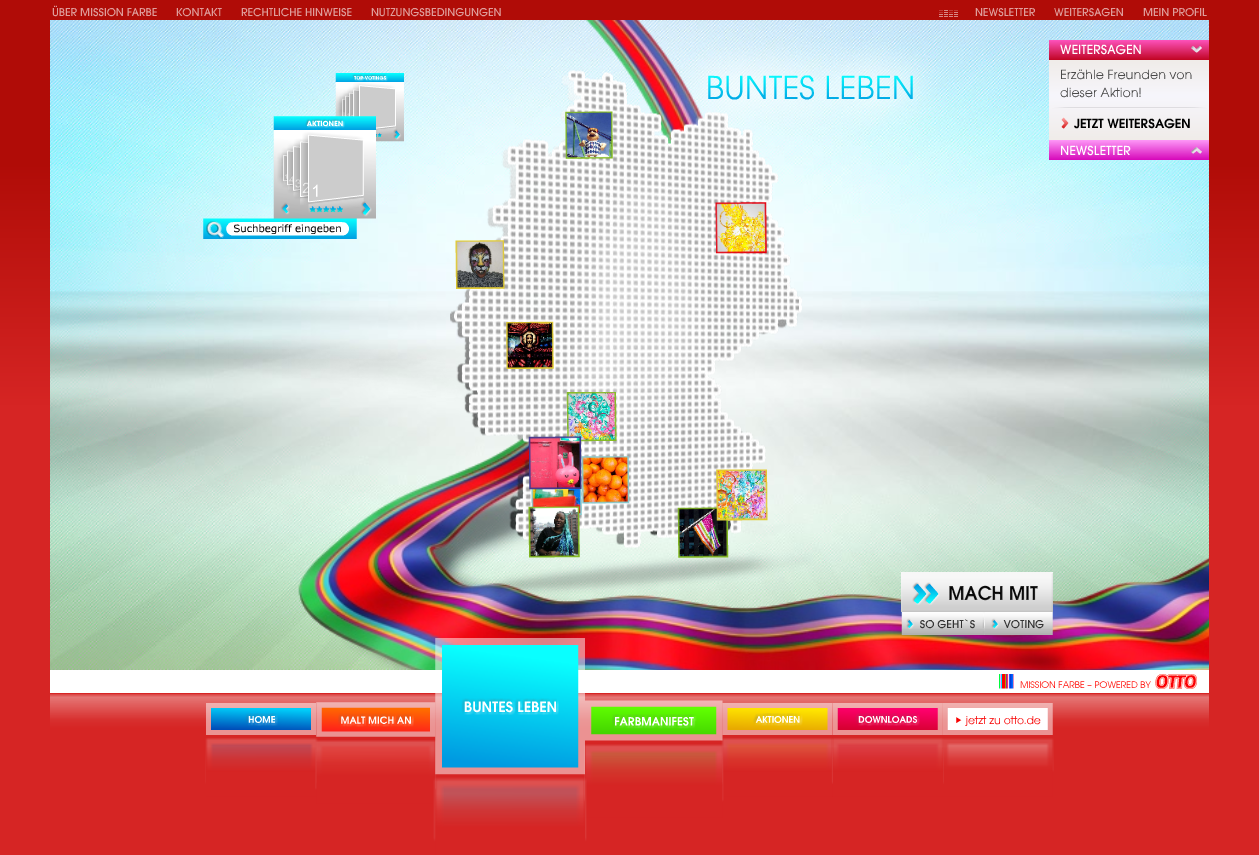 ÜBER MISSION FARBE KONTAKT RECHTLICHE HINWEISE NUTZUNGSBEDINGUNGEN NEWSLETTER WEITERSAGEN MEIN PROFIL
WEITERSAGEN
Erzähle Freunden von
dieser Aktion!
JETZT WEITERSAGEN
NEWSLETTER
BUNTES LEBEN
TOP-VOTINGS
AKTIONEN
2 1
Suchbegriff eingeben
MACH MIT
SO GEHT`S VOTING
MISSION FARBE – POWERED BY OTTO
HOME MALT MICH AN BUNTES LEBEN FARBMANIFEST AKTIONEN DOWNLOADS jetzt zu otto.de